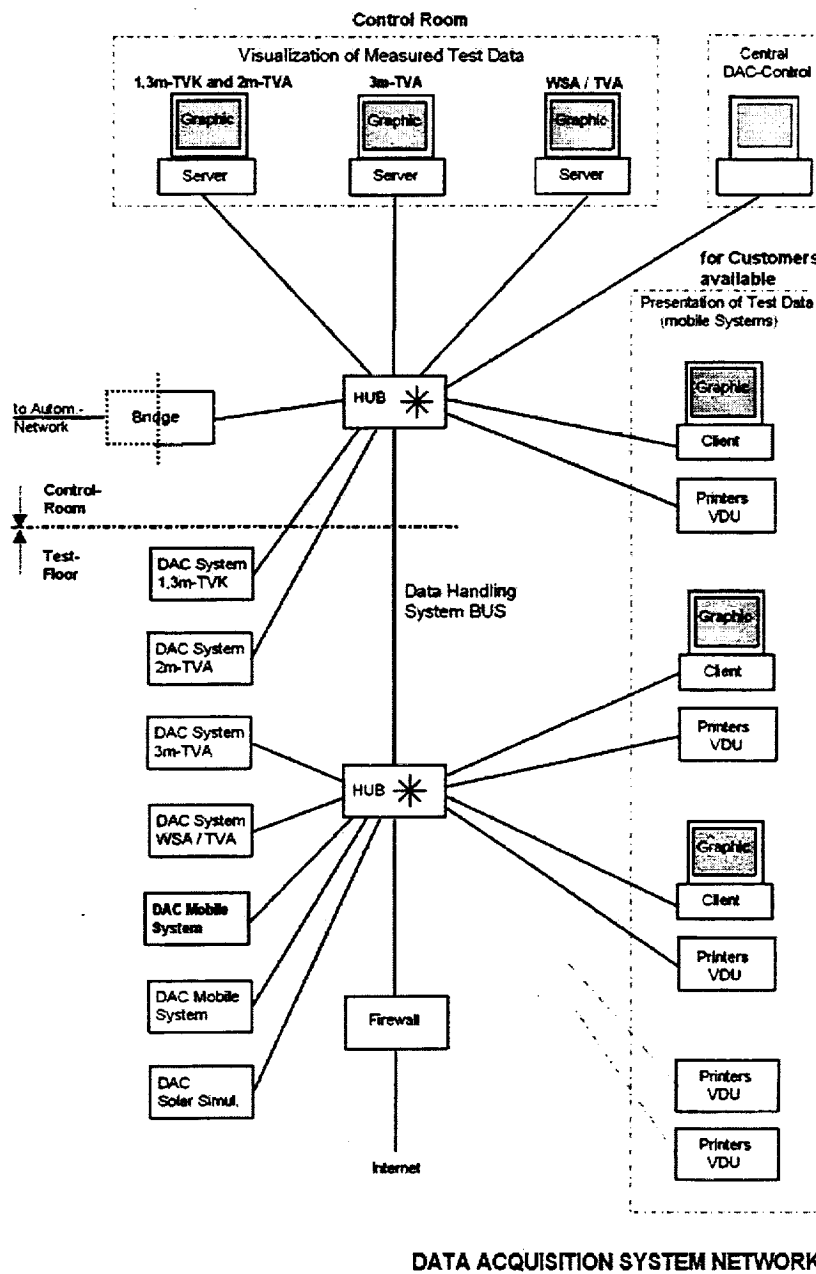 Control Room
Visualization of Measured Test Data
1,3m-TVK and 2m-TVA
3m-TVA
WSA / TVA
Central
DAC-Control
Graphic
Graphic
Graphic
Server
Server
Server
for Customers
available
Presentation of Test Data
(mobile Systems)
Graphic
Client
Printers
VDU
HUB
to Autom.-
Network
Bridge
Control-
Room
Test-
Floor
DAC System
1,3m-TVK
Data Handling
System BUS
DAC System
2m-TVA
Graphic
Client
Printers
VDU
DAC System
3m-TVA
HUB
DAC System
WSA / TVA
Graphic
Client
DAC Mobile
System
Printers
VDU
DAC Mobile
System
Firewall
DAC
Solar Simul.
Printers
VDU
Printers
VDU
Internet
DATA ACQUISITION SYSTEM NETWORK